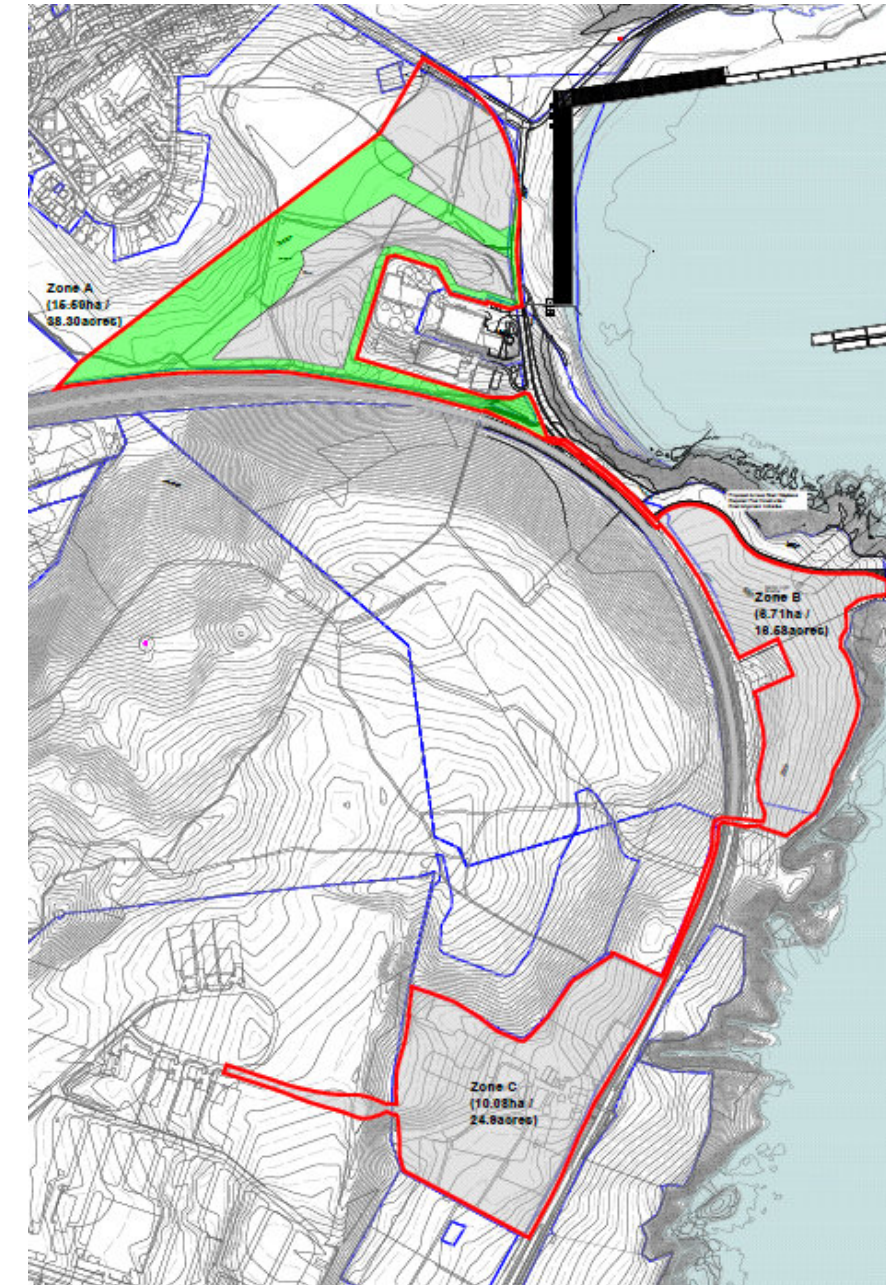 Zone A
(15.50ha /
38.30acres)
Zone B
(6.71ha /
16.58acres)
Zone C
(10.08ha /
24.9acres)